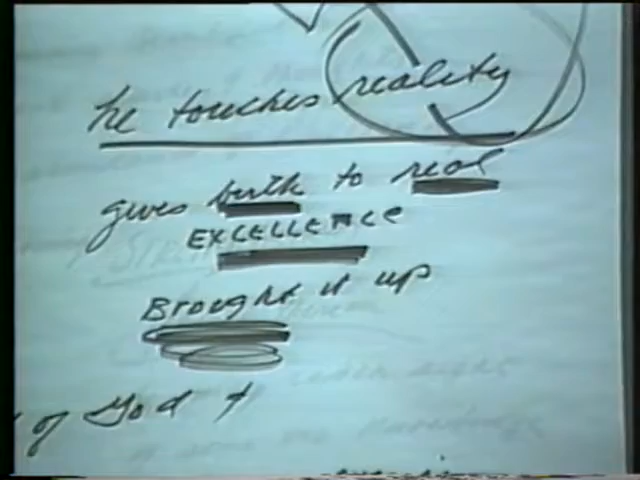 he touches reality
gives birth to real
EXCELLENCE
Brought it up
of God +